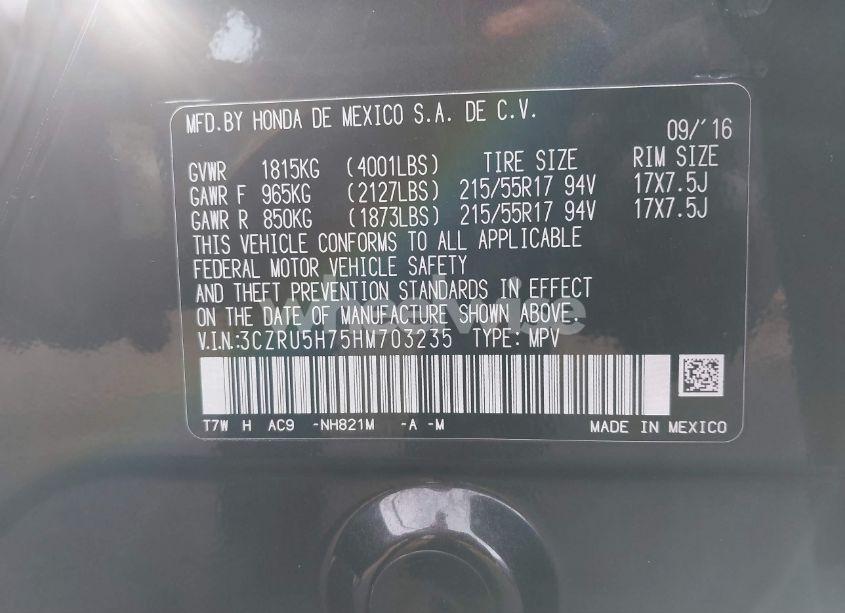 MFD.BY HONDA DE MEXICO S.A. DE C.V.
09/'16
GVWR 1815KG (4001LBS) TIRE SIZE RIM SIZE
GAWR F 965KG (2127LBS) 215/55R17 94V 17X7.5J
GAWR R 850KG (1873LBS) 215/55R17 94V 17X7.5J
THIS VEHICLE CONFORMS TO ALL APPLICABLE
FEDERAL MOTOR VEHICLE SAFETY
AND THEFT PREVENTION STANDARDS IN EFFECT
ON THE DATE OF MANUFACTURE SHOWN ABOVE.
V.I.N.:3CZRU5H75HM703235 TYPE: MPV
T7W H AC9 -NH821M -A -M MADE IN MEXICO